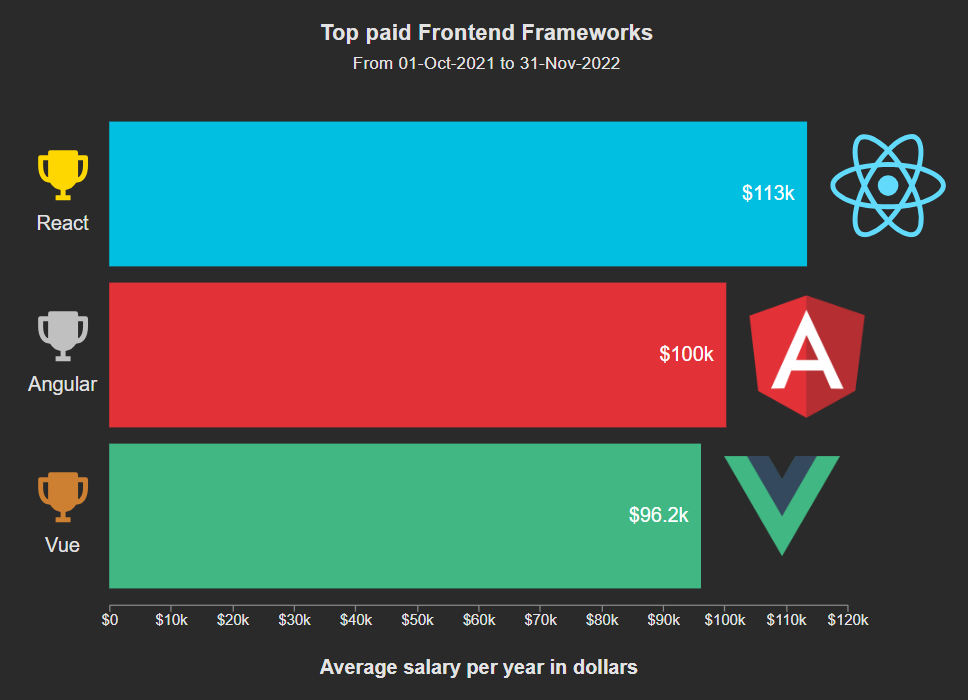 Top paid Frontend Frameworks
From 01-Oct-2021 to 31-Nov-2022
React
$113k
Angular
$100k
A
Vue
$96.2k
$0 $10k $20k $30k $40k $50k $60k $70k $80k $90k $100k $110k $120k
Average salary per year in dollars